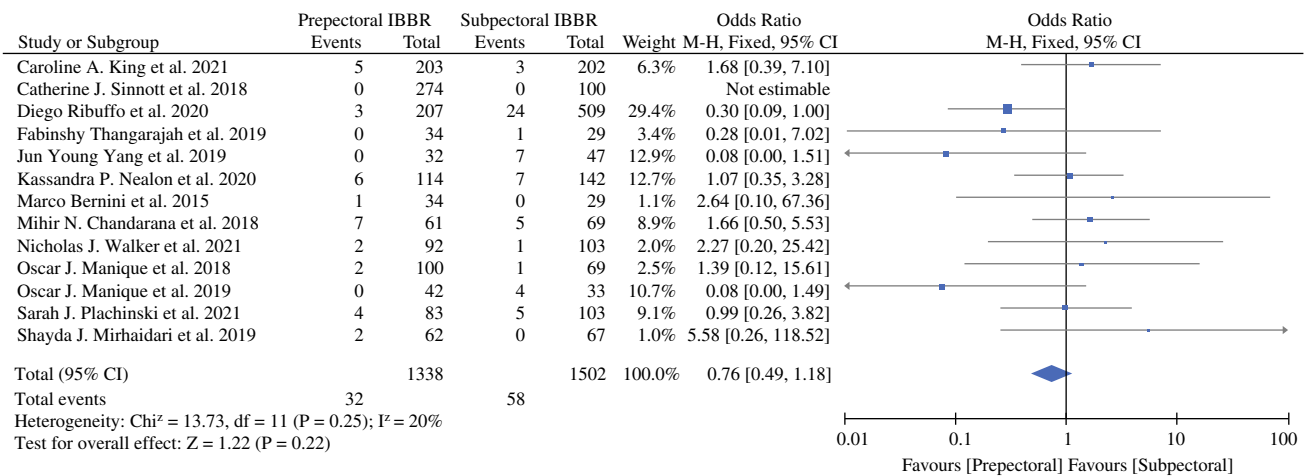 Prepectoral IBBR Subpectoral IBBR Odds Ratio Odds Ratio
Study or Subgroup Events Total Events Total Weight M-H, Fixed, 95% CI M-H, Fixed, 95% CI
Caroline A. King et al. 2021 5 203 3 202 6.3% 1.68 [0.39, 7.10]
Catherine J. Sinnott et al. 2018 0 274 0 100 Not estimable
Diego Ribuffo et al. 2020 3 207 24 509 29.4% 0.30 [0.09, 1.00]
Fabinshy Thangarajah et al. 2019 0 34 1 29 3.4% 0.28 [0.01, 7.02]
Jun Young Yang et al. 2019 0 32 7 47 12.9% 0.08 [0.00, 1.51]
Kassandra P. Nealon et al. 2020 6 114 7 142 12.7% 1.07 [0.35, 3.28]
Marco Bernini et al. 2015 1 34 0 29 1.1% 2.64 [0.10, 67.36]
Mihir N. Chandarana et al. 2018 7 61 5 69 8.9% 1.66 [0.50, 5.53]
Nicholas J. Walker et al. 2021 2 92 1 103 2.0% 2.27 [0.20, 25.42]
Oscar J. Manique et al. 2018 2 100 1 69 2.5% 1.39 [0.12, 15.61]
Oscar J. Manique et al. 2019 0 42 4 33 10.7% 0.08 [0.00, 1.49]
Sarah J. Plachinski et al. 2021 4 83 5 103 9.1% 0.99 [0.26, 3.82]
Shayda J. Mirhaidari et al. 2019 2 62 0 67 1.0% 5.58 [0.26, 118.52]
Total (95% CI) 1338 1502 100.0% 0.76 [0.49, 1.18]
Total events 32 58
Heterogeneity: Chiᶻ = 13.73, df = 11 (P = 0.25); Iᶻ = 20%
Test for overall effect: Z = 1.22 (P = 0.22)
0.01 0.1 1 10 100
Favours [Prepectoral] Favours [Subpectoral]